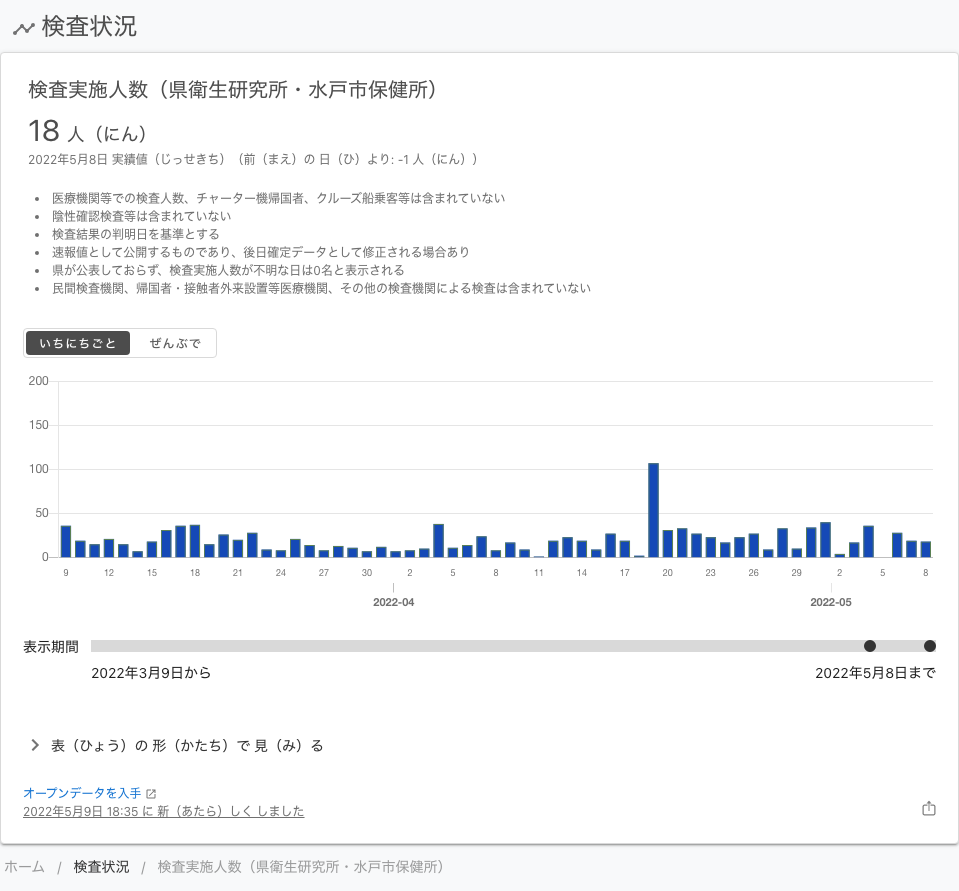 検査状況
検査実施人数（県衛生研究所・水戸市保健所）
18 人（にん）
2022年5月8日 実績値（じっせきち）（前（まえ）の 日（ひ）より: -1 人（にん））
• 医療機関等での検査人数、チャーター機帰国者、クルーズ船乗客等は含まれていない
• 陰性確認検査等は含まれていない
• 検査結果の判明日を基準とする
• 速報値として公開するものであり、後日確定データとして修正される場合あり
• 県が公表しておらず、検査実施人数が不明な日は0名と表示される
• 民間検査機関、帰国者・接触者外来設置等医療機関、その他の検査機関による検査は含まれていない
いちにちごと ぜんぶで
200
150
100
50
0
9 12 15 18 21 24 27 30 2 5 8 11 14 17 20 23 26 29 2 5 8
2022-04 2022-05
表示期間
2022年3月9日から 2022年5月8日まで
表（ひょう）の 形（かたち）で 見（み）る
オープンデータを入手
2022年5月9日 18:35 に 新（あたら）しく しました
ホーム / 検査状況 / 検査実施人数（県衛生研究所・水戸市保健所）